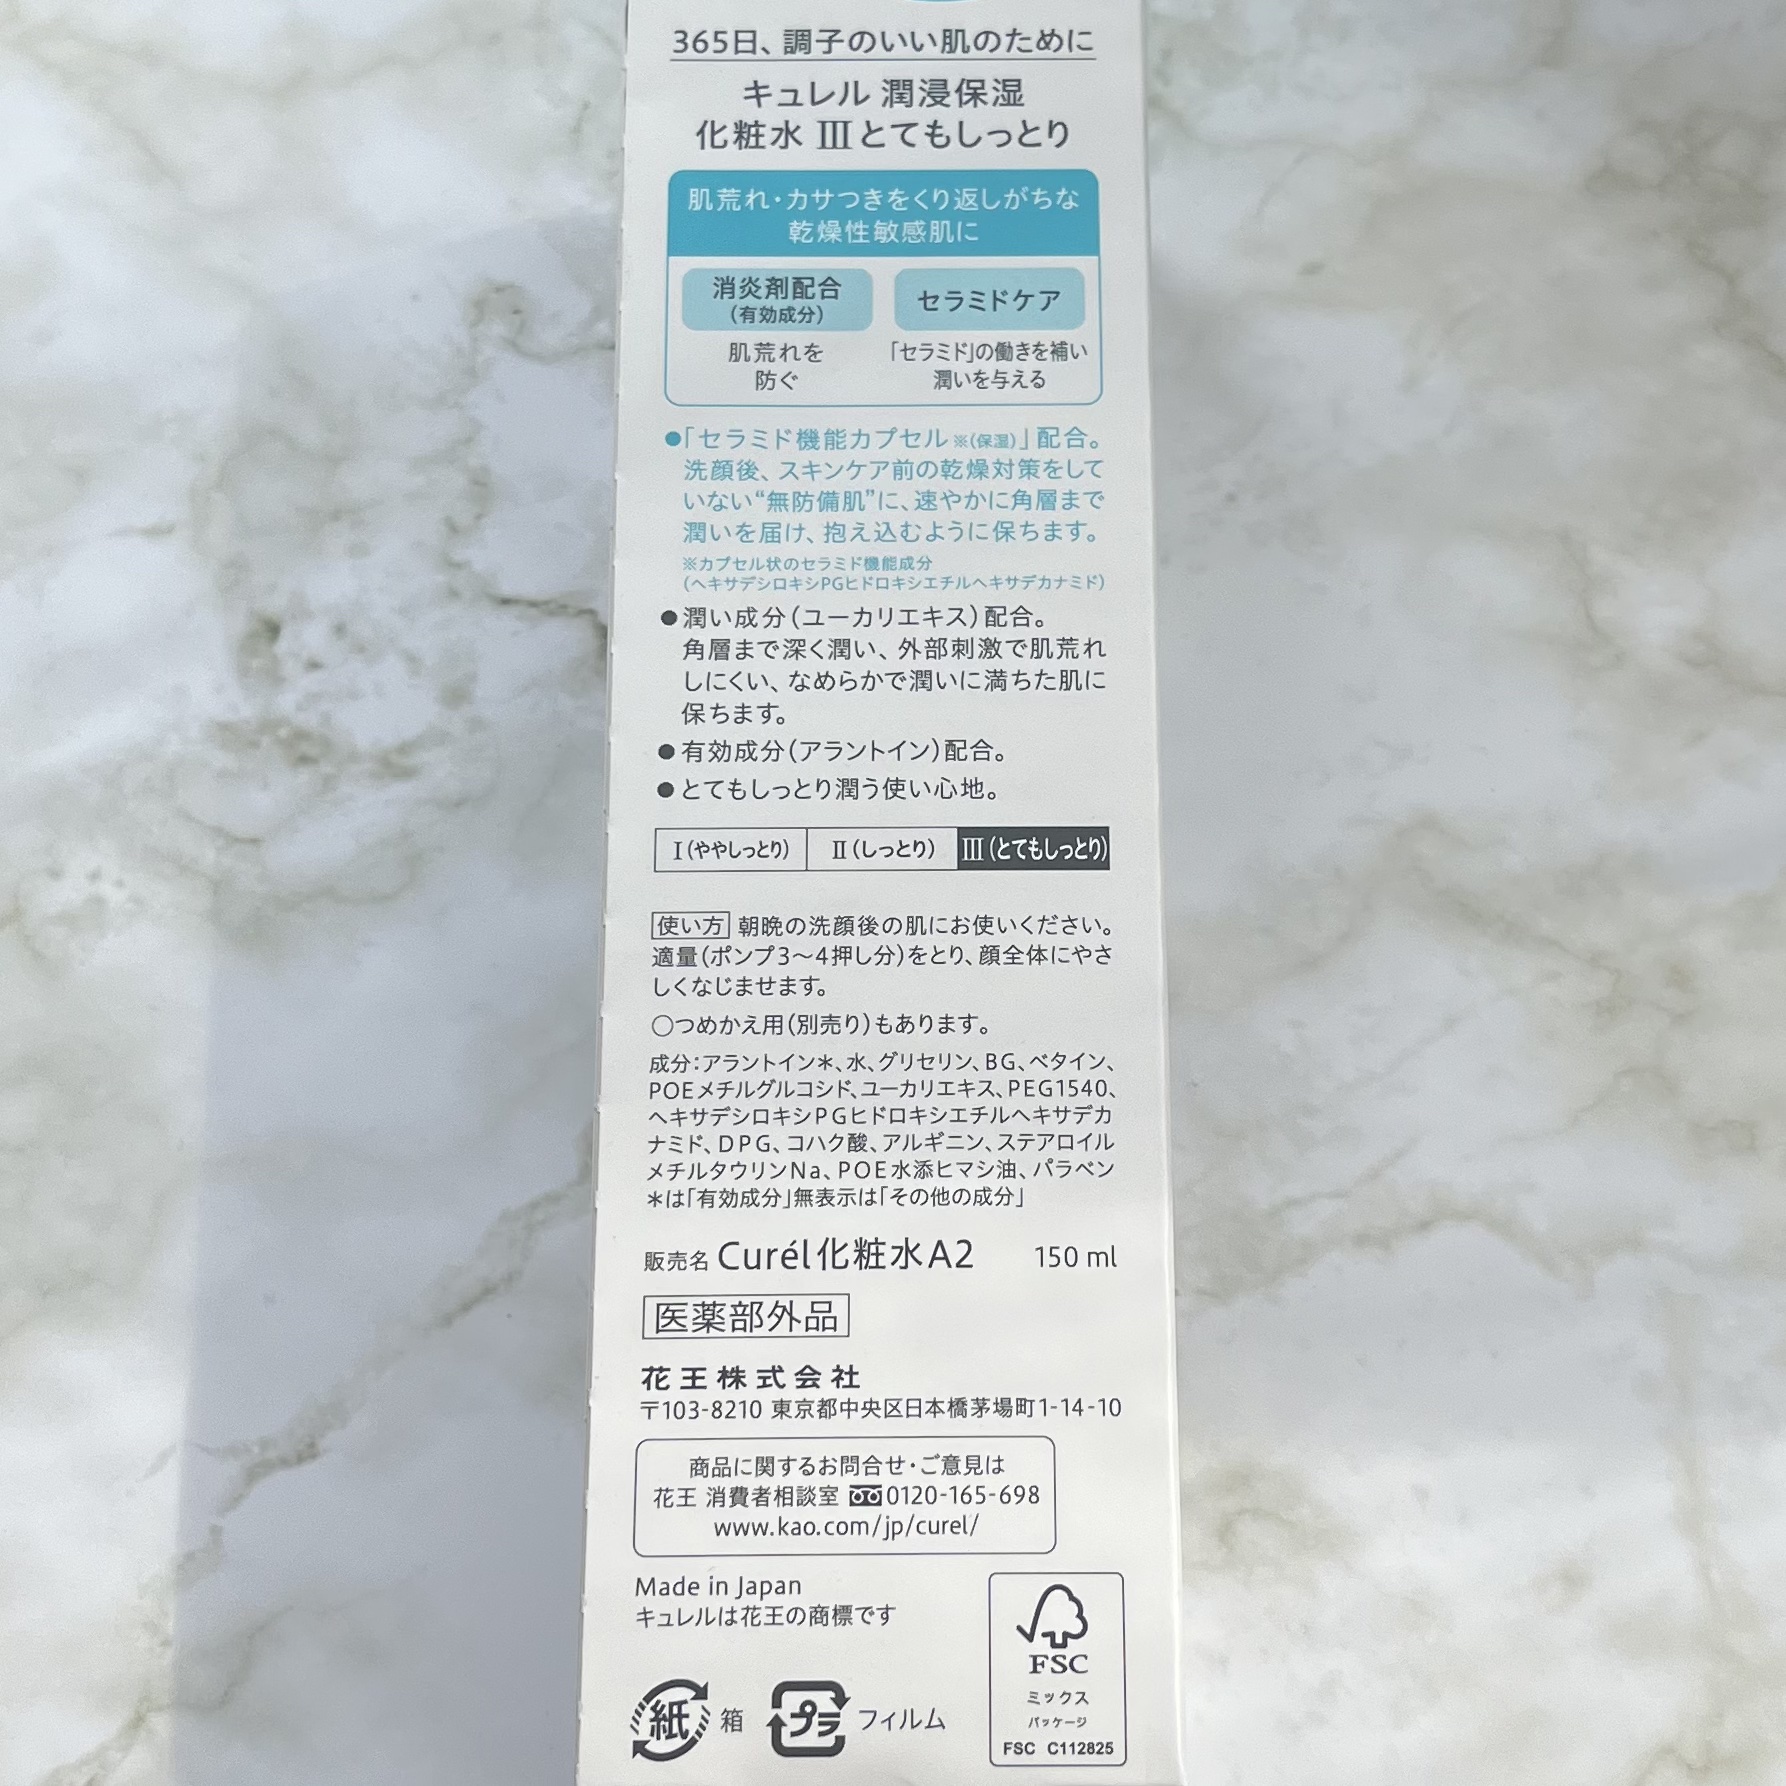 365日、調子のいい肌のために
キュレル 潤浸保湿
化粧水 Ⅲ とてもしっとり
肌荒れ・カサつきをくり返しがちな
乾燥性敏感肌に
消炎剤配合
(有効成分)
セラミドケア
肌荒れを
防ぐ
「セラミド」の働きを補い
潤いを与える
●「セラミド機能カプセル※(保湿)」配合。
洗顔後、スキンケア前の乾燥対策をして
いない“無防備肌”に、速やかに角層まで
潤いを届け、抱え込むように保ちます。
※カプセル状のセラミド機能成分
(ヘキサデシロキシPGヒドロキシエチルヘキサデカナミド)
●潤い成分(ユーカリエキス)配合。
角層まで深く潤い、外部刺激で肌荒れ
しにくい、なめらかで潤いに満ちた肌に
保ちます。
●有効成分(アラントイン)配合。
●とてもしっとり潤う使い心地。
Ⅰ(ややしっとり) Ⅱ(しっとり) Ⅲ(とてもしっとり)
使い方 朝晩の洗顔後の肌にお使いください。
適量(ポンプ3〜4押し分)をとり、顔全体にやさ
しくなじませます。
○つめかえ用(別売り)もあります。
成分:アラントイン＊、水、グリセリン、BG、ベタイン、
POEメチルグルコシド、ユーカリエキス、PEG1540、
ヘキサデシロキシPGヒドロキシエチルヘキサデカ
ナミド、DPG、コハク酸、アルギニン、ステアロイル
メチルタウリンNa、POE水添ヒマシ油、パラベン
＊は「有効成分」無表示は「その他の成分」
販売名 Curél化粧水A2 150 ml
医薬部外品
花王株式会社
〒103-8210 東京都中央区日本橋茅場町1-14-10
商品に関するお問合せ・ご意見は
花王 消費者相談室 0120-165-698
www.kao.com/jp/curel/
Made in Japan
キュレルは花王の商標です
紙 箱 プラ フィルム
FSC
ミックス
パッケージ
FSC C112825